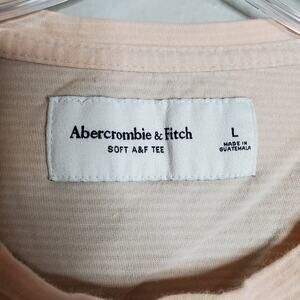 Abercrombie & Fitch
SOFT A&F TEE
L
MADE IN
GUATEMALA